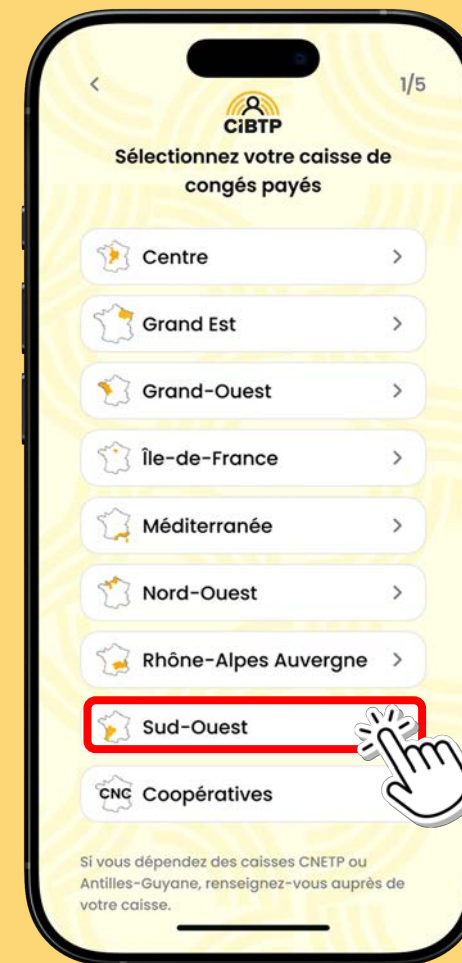 1/5
CiBTP
Sélectionnez votre caisse de
congés payés
Centre
Grand Est
Grand-Ouest
Île-de-France
Méditerranée
Nord-Ouest
Rhône-Alpes Auvergne
Sud-Ouest
CNC Coopératives
Si vous dépendez des caisses CNETP ou
Antilles-Guyane, renseignez-vous auprès de
votre caisse.